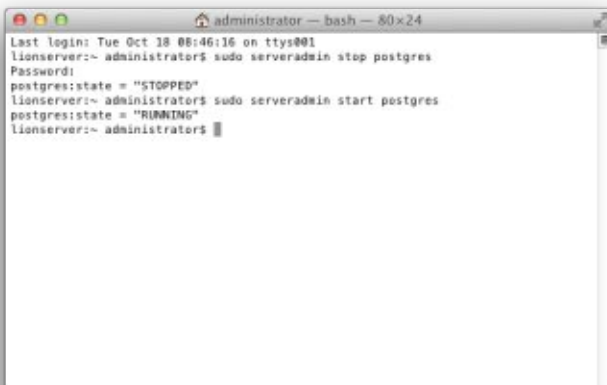 administrator — bash — 80×24
Last login: Tue Oct 18 08:46:16 on ttys001
lionserver:~ administrator$ sudo serveradmin stop postgres
Password:
postgres:state = "STOPPED"
lionserver:~ administrator$ sudo serveradmin start postgres
postgres:state = "RUNNING"
lionserver:~ administrator$